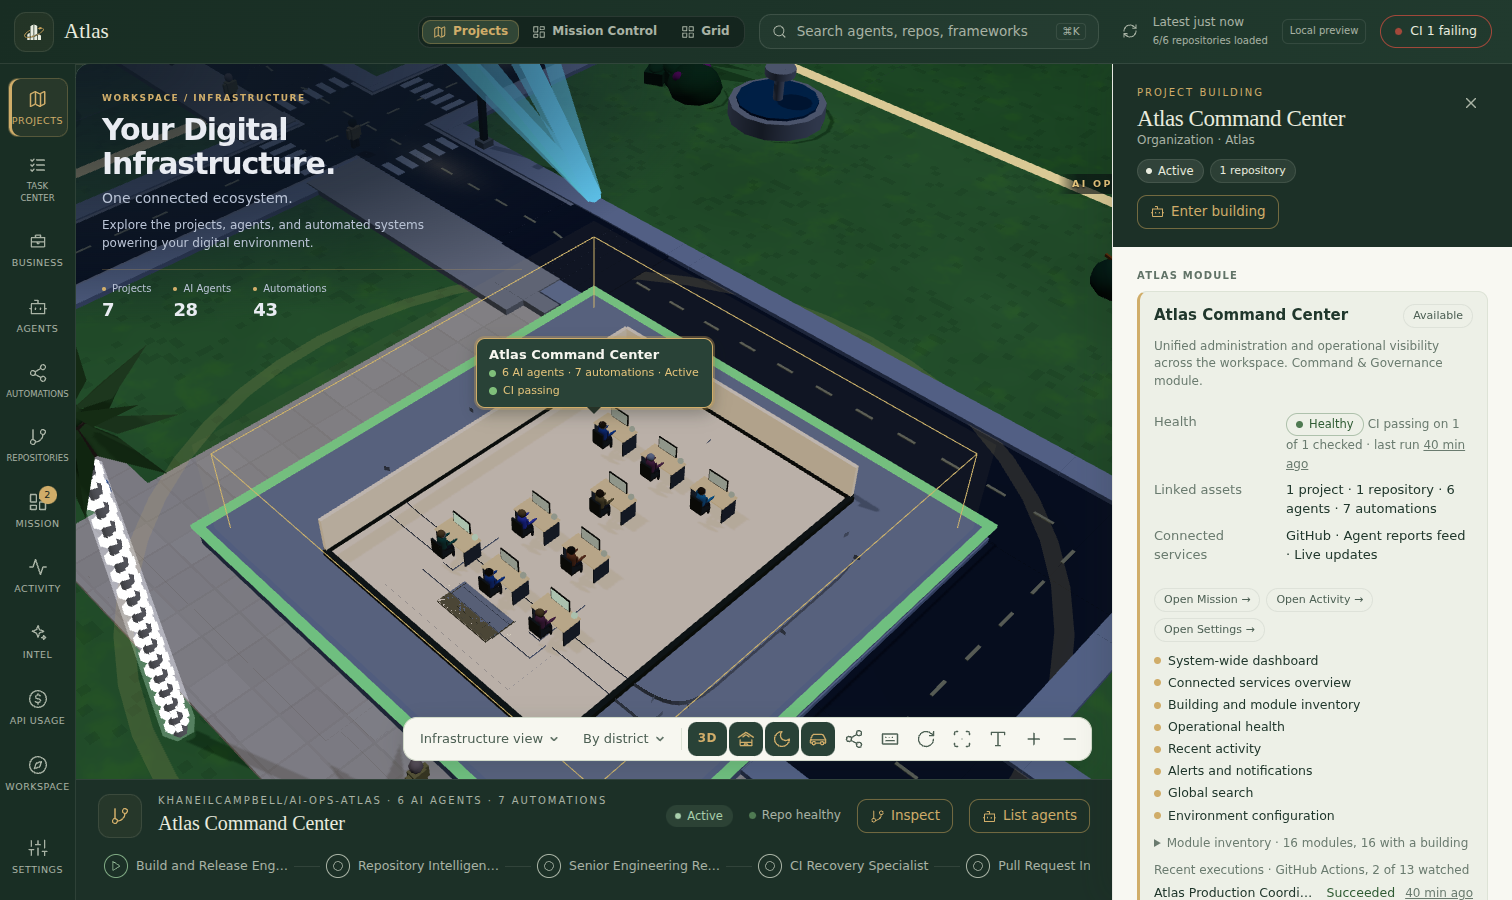 Atlas
Projects
Mission Control
Grid
Search agents, repos, frameworks
⌘K
Latest just now
6/6 repositories loaded
Local preview
CI 1 failing
PROJECTS
TASK
CENTER
BUSINESS
AGENTS
AUTOMATIONS
REPOSITORIES
2
MISSION
ACTIVITY
INTEL
API USAGE
WORKSPACE
SETTINGS
WORKSPACE / INFRASTRUCTURE
Your Digital
Infrastructure.
One connected ecosystem.
Explore the projects, agents, and automated systems
powering your digital environment.
Projects
7
AI Agents
28
Automations
43
AI OP
Atlas Command Center
6 AI agents · 7 automations · Active
CI passing
Infrastructure view
By district
3D
KHANEILCAMPBELL/AI-OPS-ATLAS · 6 AI AGENTS · 7 AUTOMATIONS
Atlas Command Center
Active
Repo healthy
Inspect
List agents
Build and Release Eng…
Repository Intelligen…
Senior Engineering Re…
CI Recovery Specialist
Pull Request In
PROJECT BUILDING
Atlas Command Center
Organization · Atlas
Active
1 repository
Enter building
ATLAS MODULE
Atlas Command Center
Available
Unified administration and operational visibility
across the workspace. Command & Governance
module.
Health
Healthy CI passing on 1
of 1 checked · last run 40 min
ago
Linked assets
1 project · 1 repository · 6
agents · 7 automations
Connected
services
GitHub · Agent reports feed
· Live updates
Open Mission →
Open Activity →
Open Settings →
System-wide dashboard
Connected services overview
Building and module inventory
Operational health
Recent activity
Alerts and notifications
Global search
Environment configuration
Module inventory · 16 modules, 16 with a building
Recent executions · GitHub Actions, 2 of 13 watched
Atlas Production Coordi… Succeeded 40 min ago